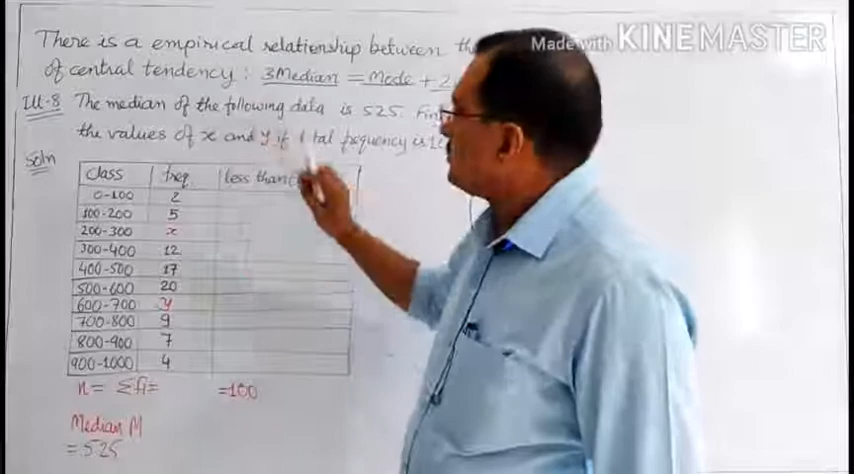 Made with KINEMASTER
There is a empirical relationship between
of central tendency : 3Median = Mode + 2
Ill-8 The median of the following data is 525. Find
the values of x and y if total frquency is
Soln
class freq less than
0-100 2
100-200 5
200-300 x
300-400 12
400-500 17
500-600 20
600-700 y
700-800 9
800-900 7
900-1000 4
n = Σfi= =100
Median M
= 525